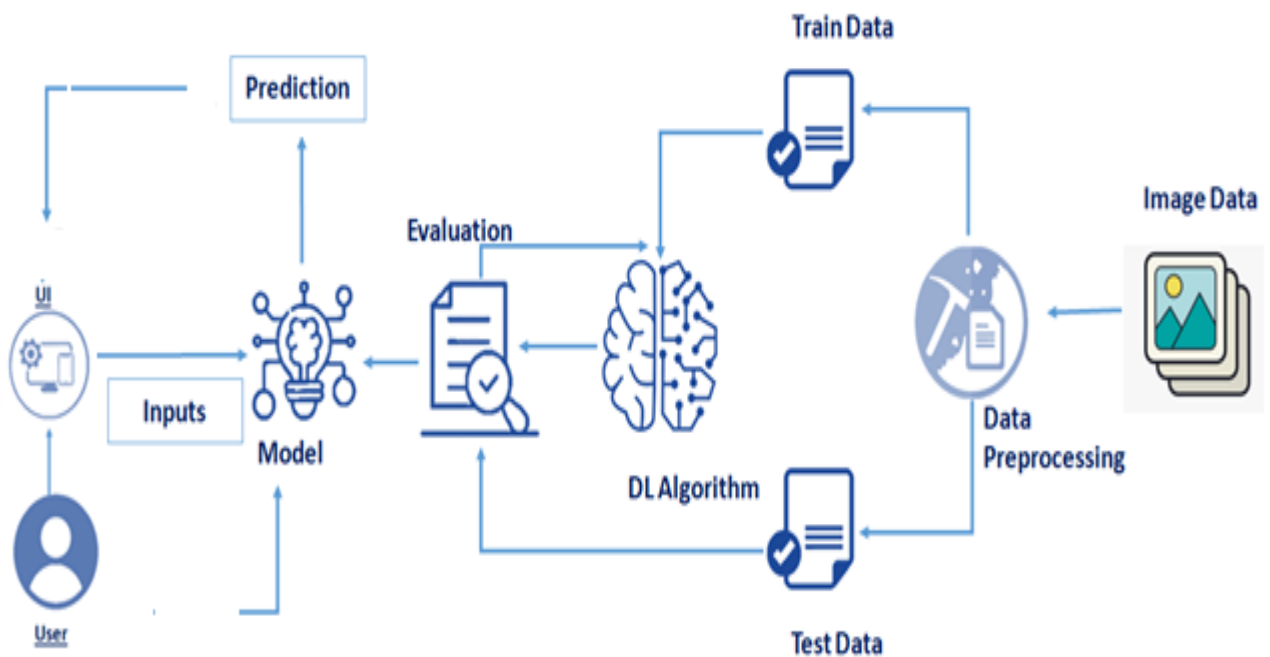 Train Data
Prediction
Image Data
Evaluation
UI
Inputs
Model
Data
Preprocessing
DL Algorithm
User
Test Data